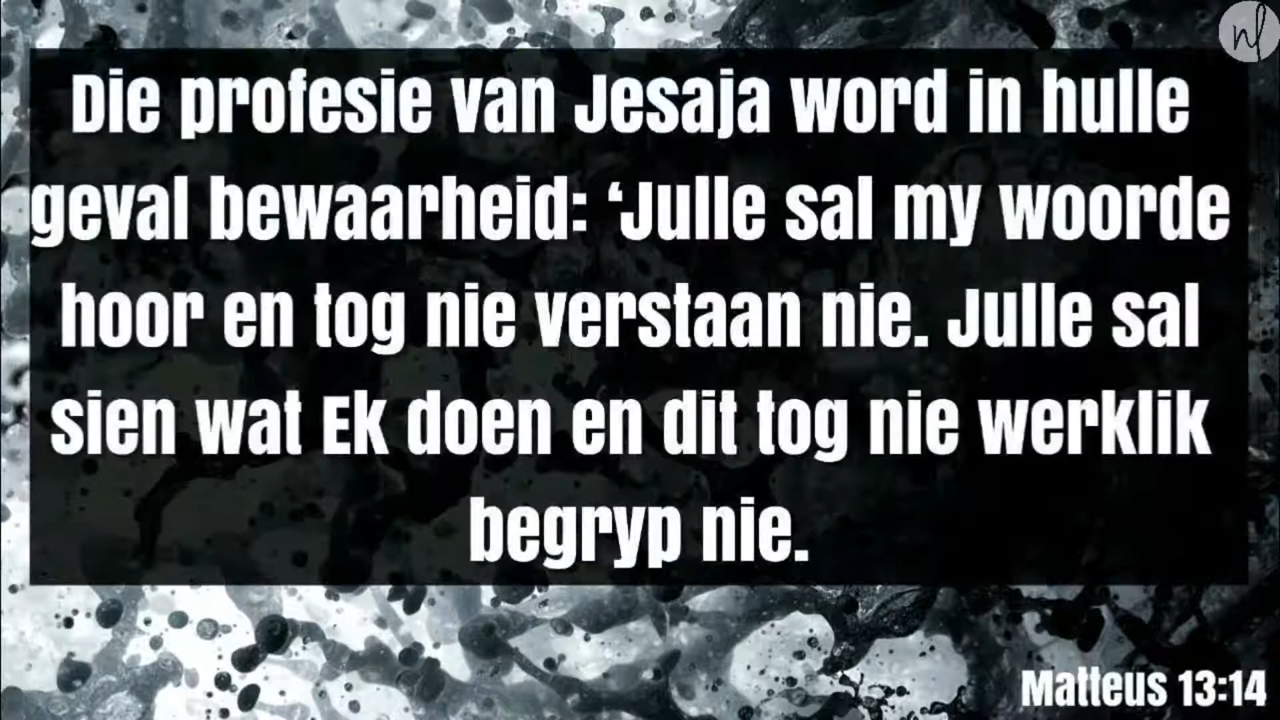 nl
Die profesie van Jesaja word in hulle
geval bewaarheid: ‘Julle sal my woorde
hoor en tog nie verstaan nie. Julle sal
sien wat Ek doen en dit tog nie werklik
begryp nie.
Matteus 13:14